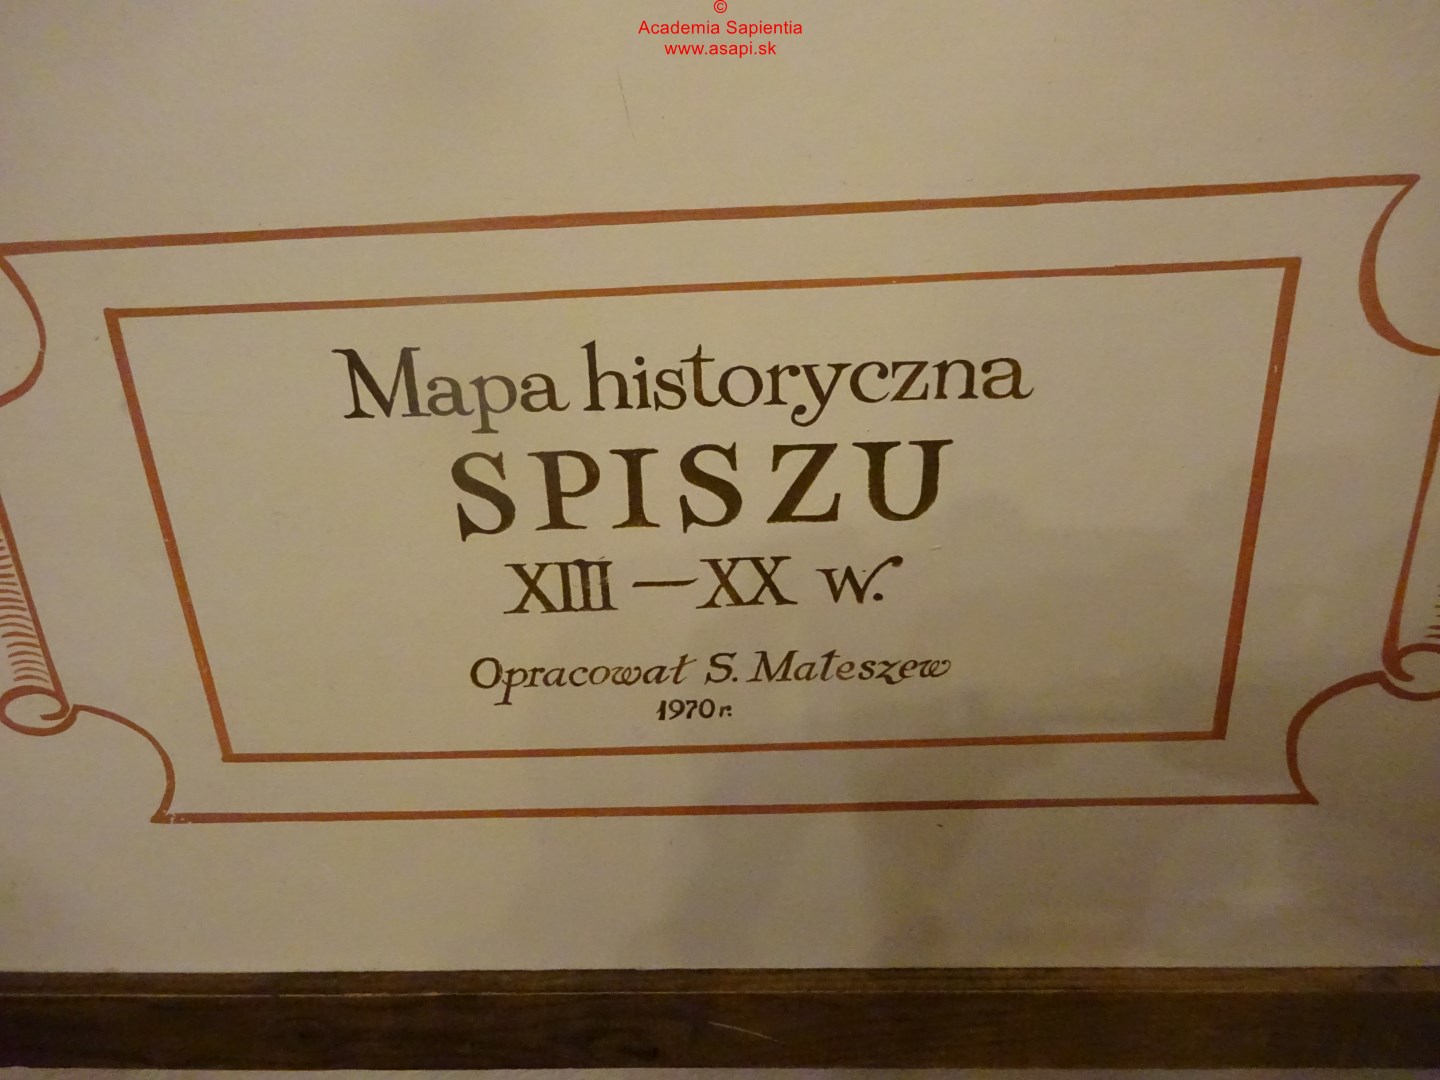 ©
Academia Sapientia
www.asapi.sk
Mapa historyczna
SPISZU
XIII — XX w.
Opracował S. Mateszew
1970 r.